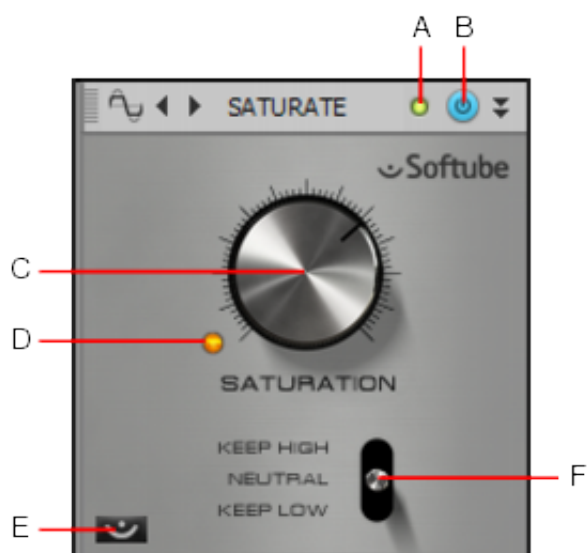 A B
SATURATE
Softube
C
D
SATURATION
KEEP HIGH
NEUTRAL
F
KEEP LOW
E